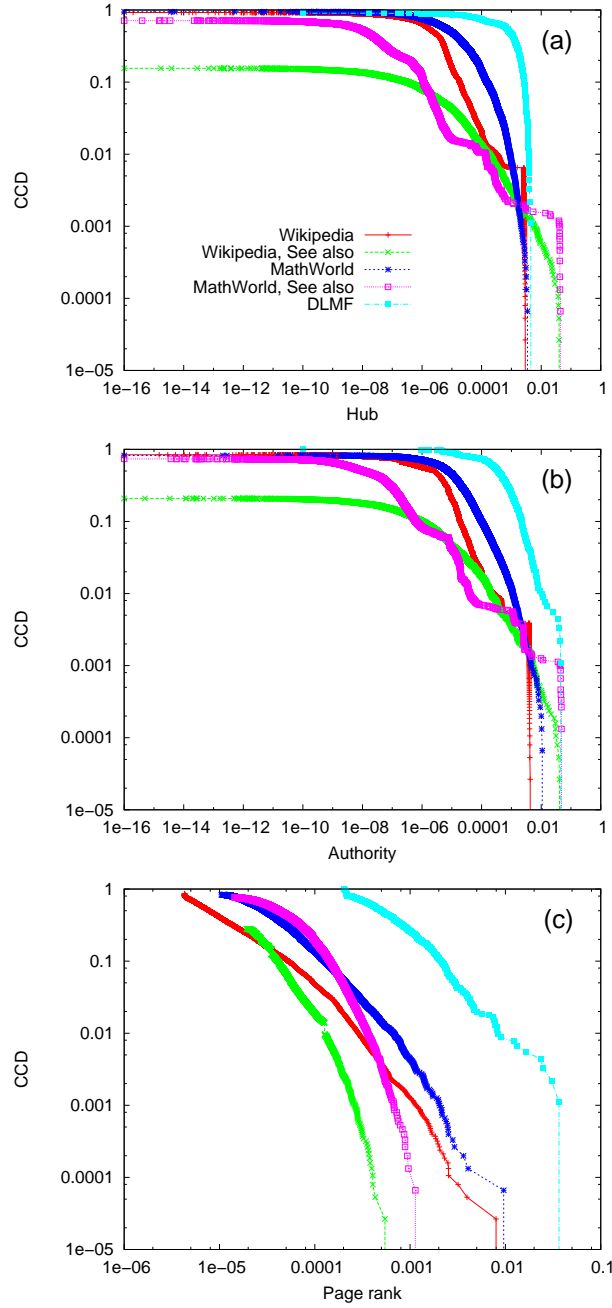 1
0.1
0.01
0.001
0.0001
1e−05
CCD
(a)
Wikipedia
Wikipedia, See also
MathWorld
MathWorld, See also
DLMF
1e−16 1e−14 1e−12 1e−10 1e−08 1e−06 0.0001 0.01 1
Hub
1
0.1
0.01
0.001
0.0001
1e−05
CCD
(b)
1e−16 1e−14 1e−12 1e−10 1e−08 1e−06 0.0001 0.01 1
Authority
1
0.1
0.01
0.001
0.0001
1e−05
CCD
(c)
1e−06 1e−05 0.0001 0.001 0.01 0.1
Page rank